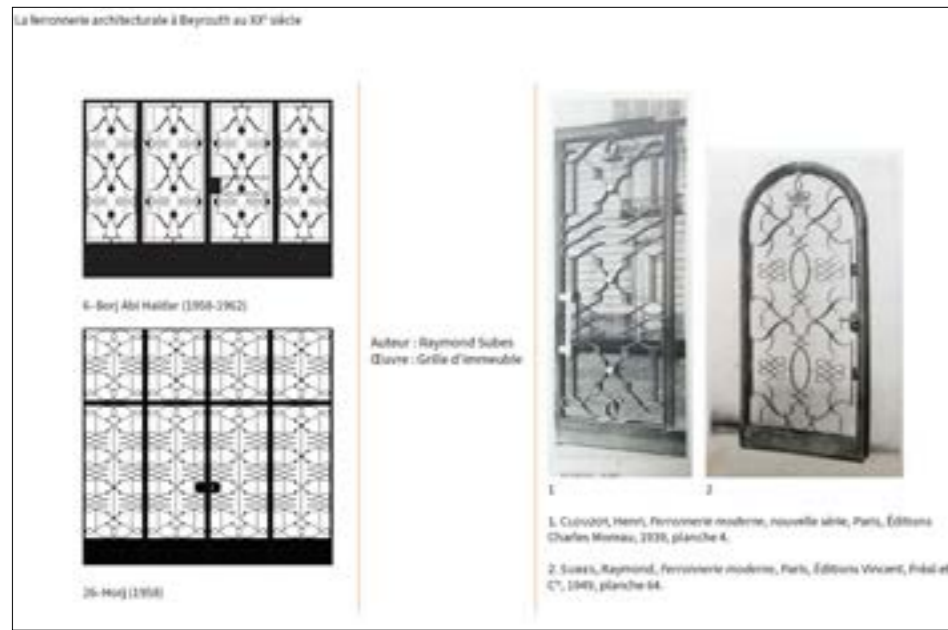 La ferronnerie architecturale à Beyrouth au XXᵉ siècle
6- Borj Abi Haidar (1958-1962)
26- Horj (1958)
Auteur : Raymond Subes
Œuvre : Grille d'immeuble
1
2
1. Clouzot, Henri, Ferronnerie moderne, nouvelle série, Paris, Éditions
Charles Moreau, 1939, planche 4.
2. Subes, Raymond, Ferronnerie moderne, Paris, Éditions Vincent, Fréal et
Cⁱᵉ, 1949, planche 64.